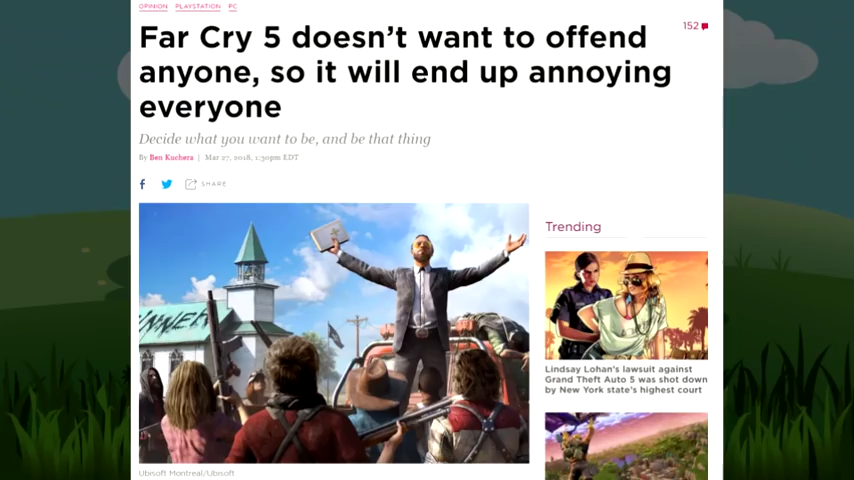 OPINION PLAYSTATION PC
152
Far Cry 5 doesn't want to offend
anyone, so it will end up annoying
everyone
Decide what you want to be, and be that thing
By Ben Kuchera | Mar 27, 2018, 1:30pm EDT
SHARE
Trending
INNER
Lindsay Lohan's lawsuit against
Grand Theft Auto 5 was shot down
by New York state's highest court
Ubisoft Montreal/Ubisoft